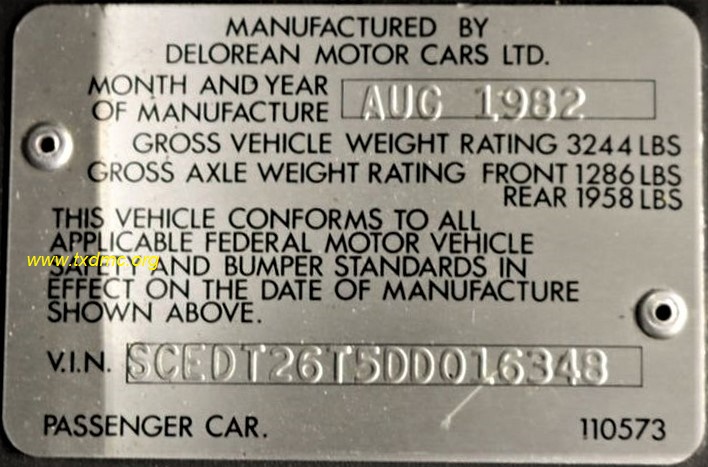 MANUFACTURED BY
DELOREAN MOTOR CARS LTD.
MONTH AND YEAR
OF MANUFACTURE AUG 1982
GROSS VEHICLE WEIGHT RATING 3244 LBS
GROSS AXLE WEIGHT RATING FRONT 1286 LBS
REAR 1958 LBS
THIS VEHICLE CONFORMS TO ALL
APPLICABLE FEDERAL MOTOR VEHICLE
www.txdmc.org
SAFETY AND BUMPER STANDARDS IN
EFFECT ON THE DATE OF MANUFACTURE
SHOWN ABOVE.
V.I.N. SCEDT26T5DD016348
PASSENGER CAR. 110573